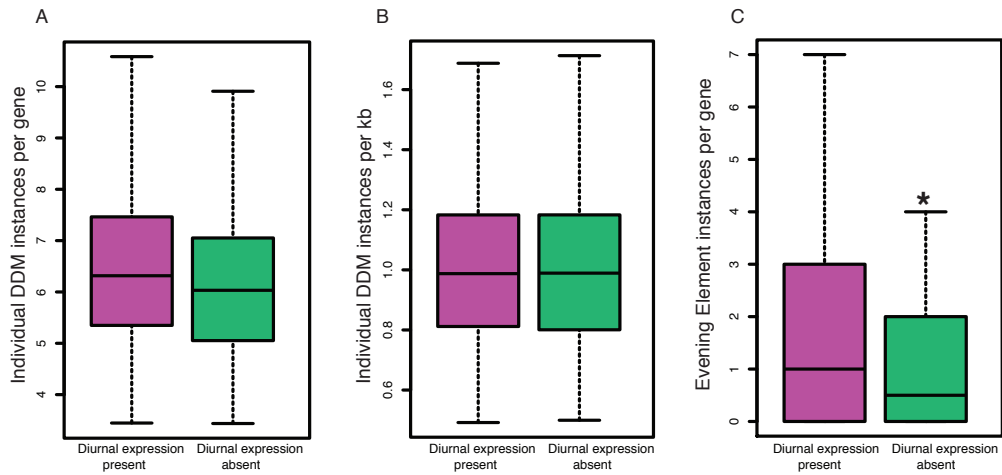 A
Individual DDM instances per gene
10
9
8
7
6
5
4
Diurnal expression
present
Diurnal expression
absent
B
Individual DDM instances per kb
1.6
1.4
1.2
1.0
0.8
0.6
Diurnal expression
present
Diurnal expression
absent
C
Evening Element instances per gene
7
6
5
4
3
2
1
0
*
Diurnal expression
present
Diurnal expression
absent